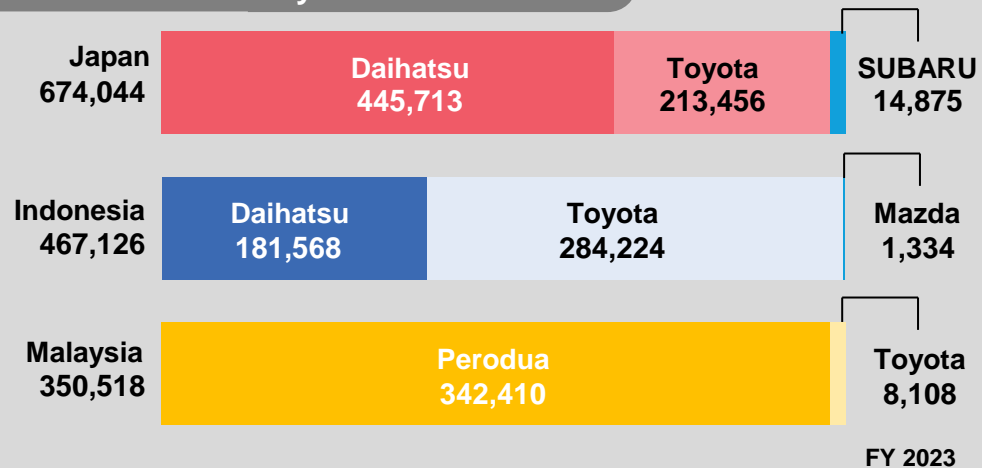 Japan
674,044
Daihatsu
445,713
Toyota
213,456
SUBARU
14,875
Indonesia
467,126
Daihatsu
181,568
Toyota
284,224
Mazda
1,334
Malaysia
350,518
Perodua
342,410
Toyota
8,108
FY 2023